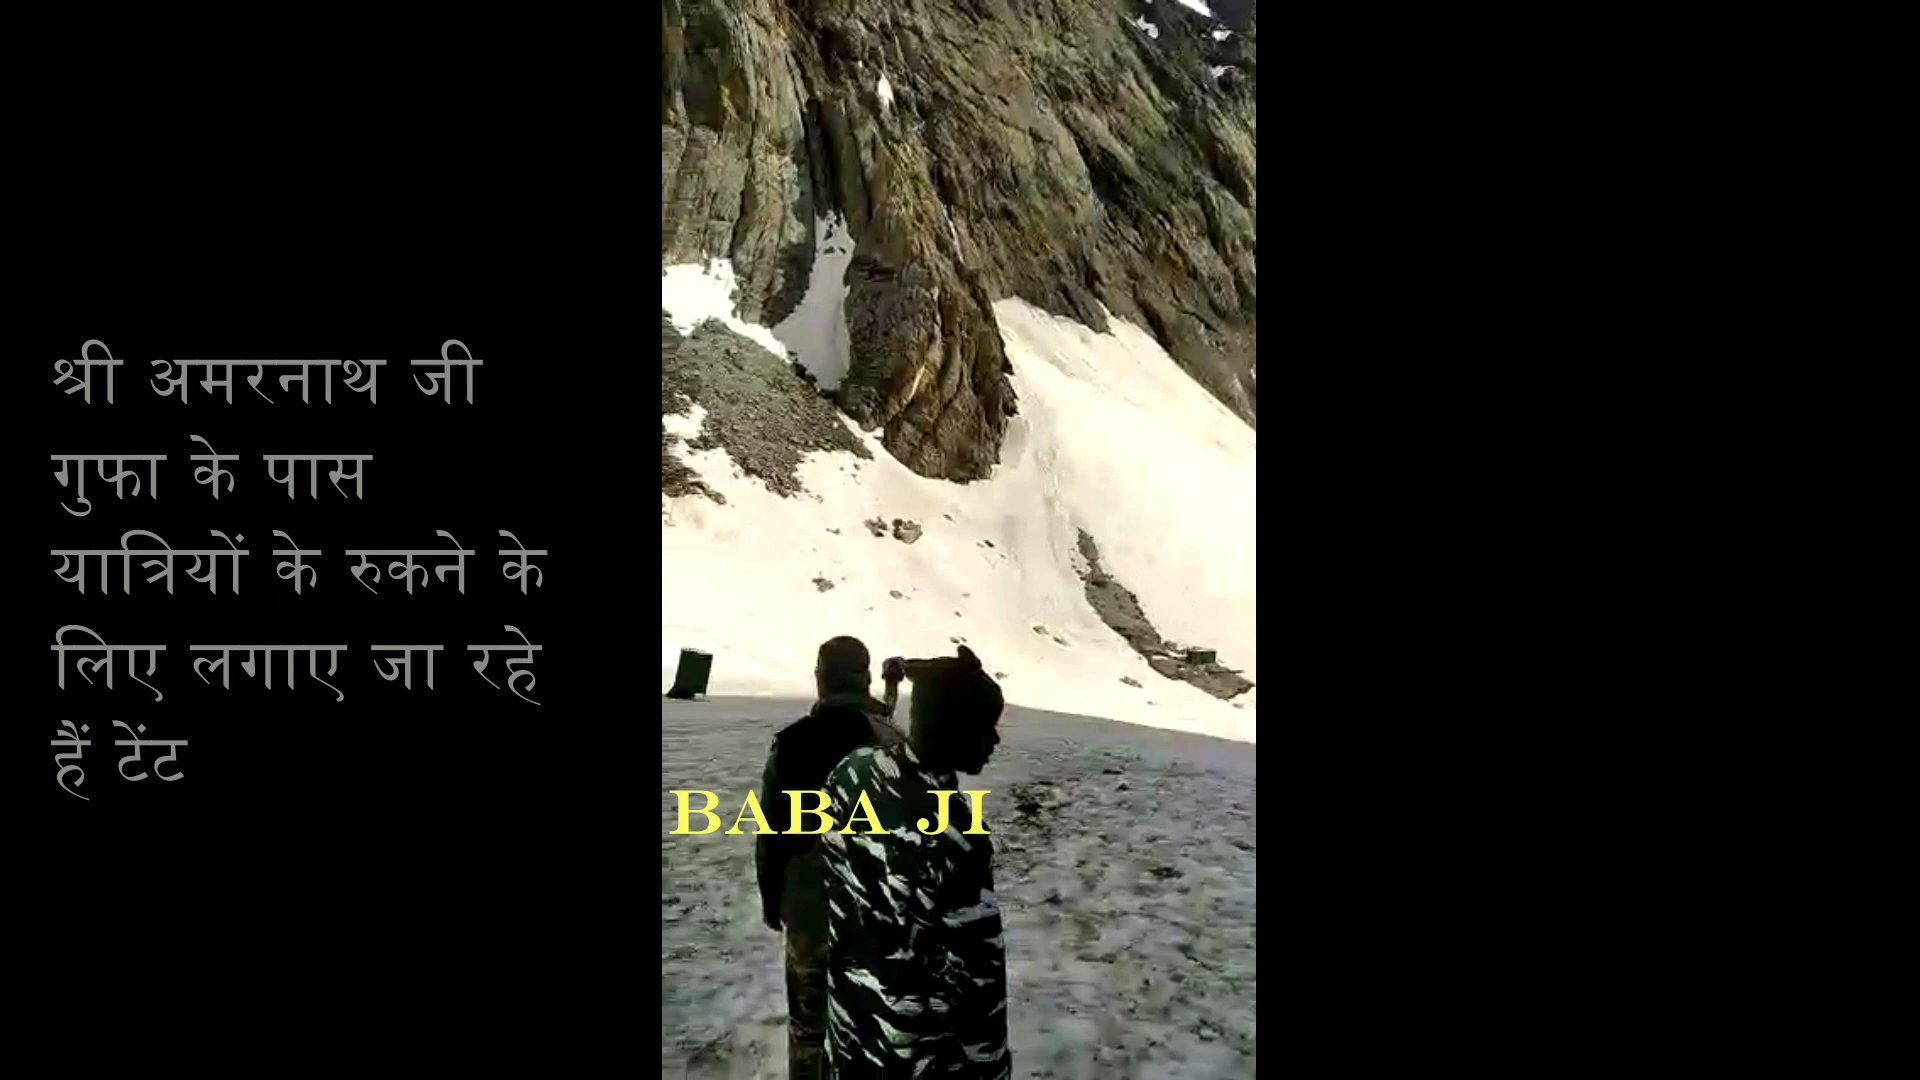 श्री अमरनाथ जी
गुफा के पास
यात्रियों के रुकने के
लिए लगाए जा रहे
हैं टेंट
BABA JI